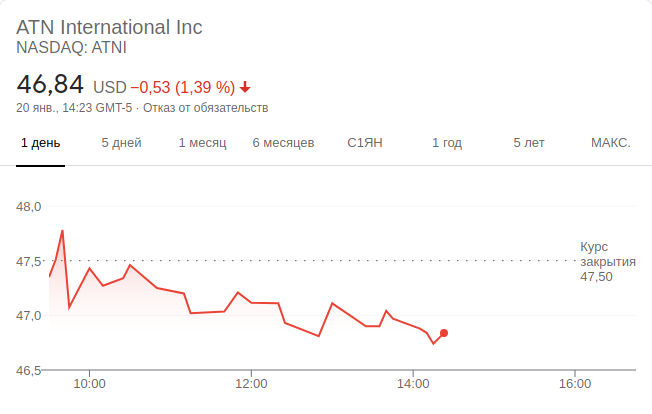 ATN International Inc
NASDAQ: ATNI
46,84 USD −0,53 (1,39 %)
20 янв., 14:23 GMT-5 · Отказ от обязательств
1 день 5 дней 1 месяц 6 месяцев С1ЯН 1 год 5 лет МАКС.
48,0
Курс
закрытия
47,50
47,5
47,0
46,5
10:00 12:00 14:00 16:00